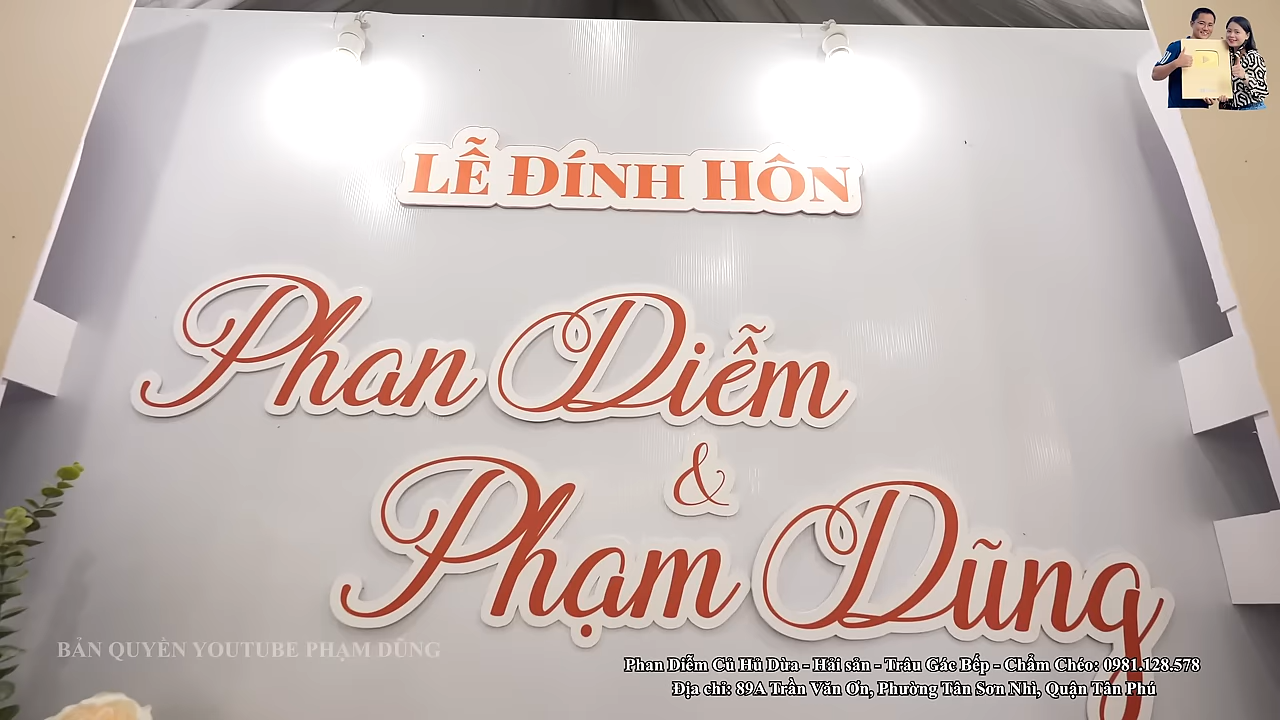 LỄ ĐÍNH HÔN
Phan Diễm
&
Phạm Dũng
BẢN QUYỀN YOUTUBE PHẠM DŨNG
Phan Diễm Củ Hủ Dừa - Hải sản - Trâu Gác Bếp - Chẩm Chéo: 0981.128.578
Địa chỉ: 89A Trần Văn Ơn, Phường Tân Sơn Nhì, Quận Tân Phú